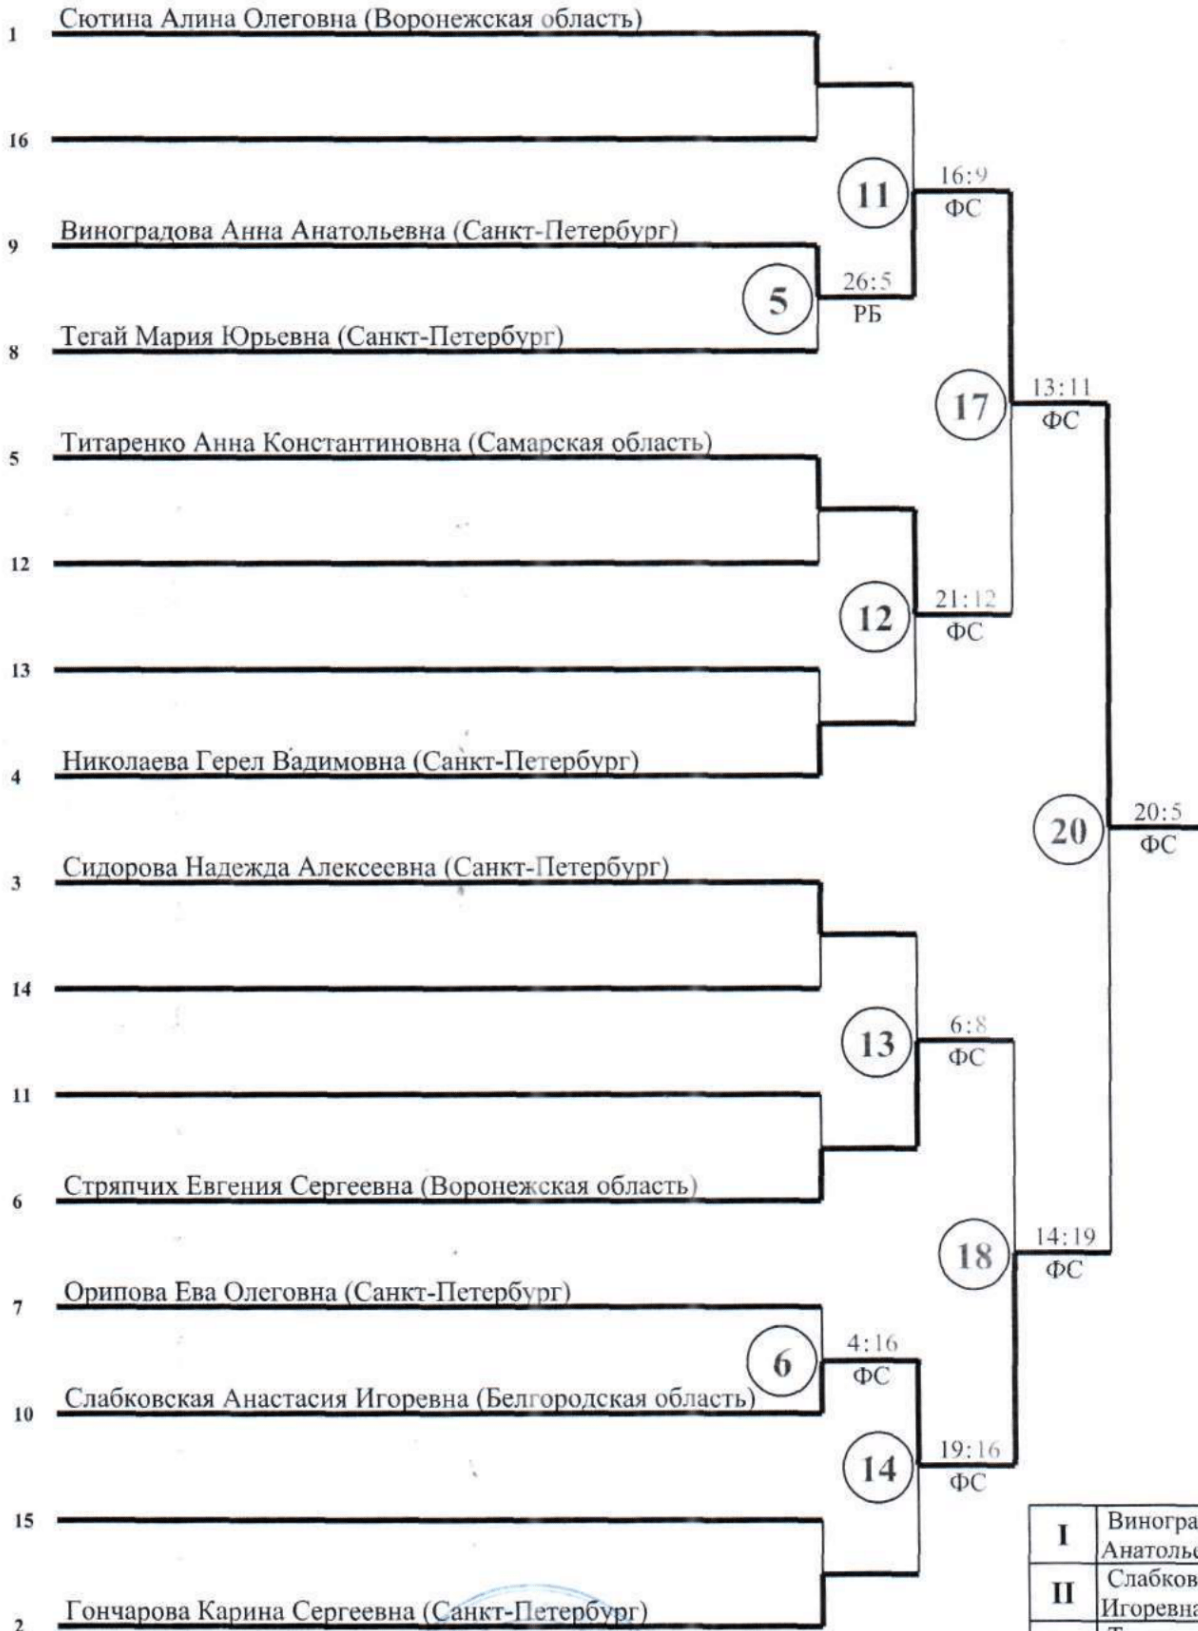 1 Сютина Алина Олеговна (Воронежская область)
16
11
16:9
ФС
9 Виноградова Анна Анатольевна (Санкт-Петербург)
5
26:5
РБ
8 Тегай Мария Юрьевна (Санкт-Петербург)
17
13:11
ФС
5 Титаренко Анна Константиновна (Самарская область)
12
12
21:12
ФС
13
4 Николаева Герел Вадимовна (Санкт-Петербург)
20
20:5
ФС
3 Сидорова Надежда Алексеевна (Санкт-Петербург)
14
13
6:8
ФС
11
6 Стряпчих Евгения Сергеевна (Воронежская область)
18
14:19
ФС
7 Орипова Ева Олеговна (Санкт-Петербург)
6
4:16
ФС
10 Слабковская Анастасия Игоревна (Белгородская область)
14
19:16
ФС
15
2 Гончарова Карина Сергеевна (Санкт-Петербург)
I
Виногра
Анатолье
II
Слабков
Игоревна